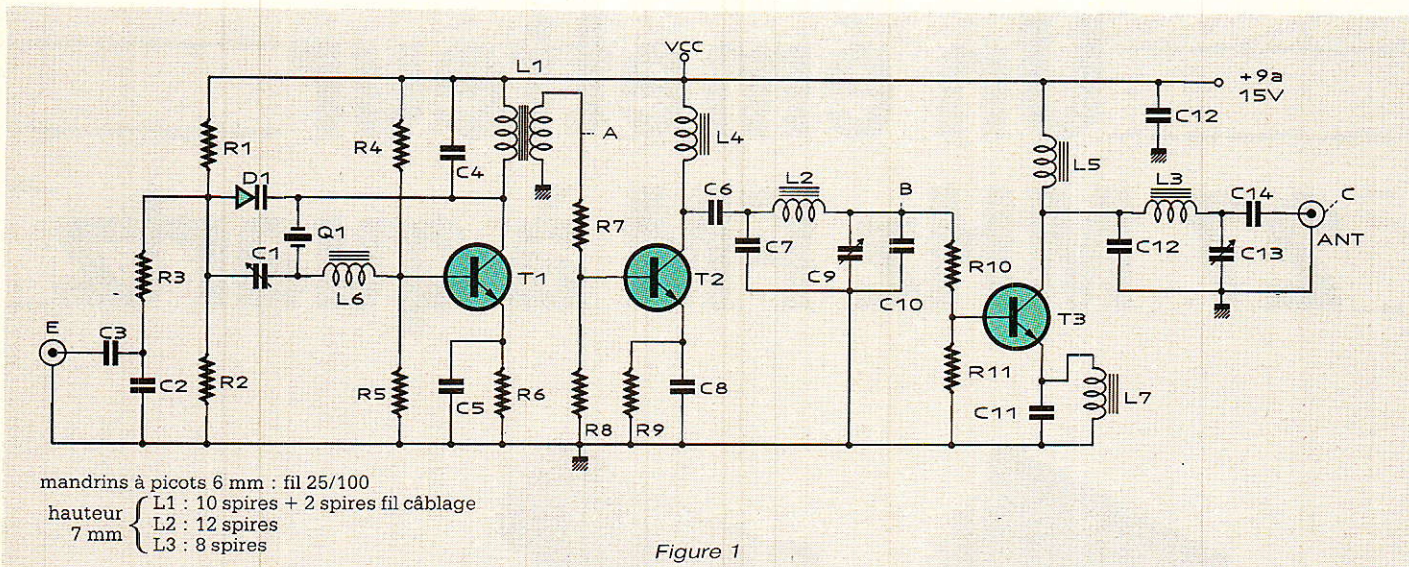 VCC
L1
+9a
15V
R1
R4
C4
A
L4
C12
L5
D1
L3
C14
C
ANT
R3
C1
Q1
L6
T1
R7
T2
C6
L2
B
C7
C9
C10
R10
C12
C13
E
C3
C2
R2
R5
C5
R6
R8
R9
C8
R11
T3
C11
L7
mandrins à picots 6 mm : fil 25/100
hauteur
7 mm
L1 : 10 spires + 2 spires fil câblage
L2 : 12 spires
L3 : 8 spires
Figure 1